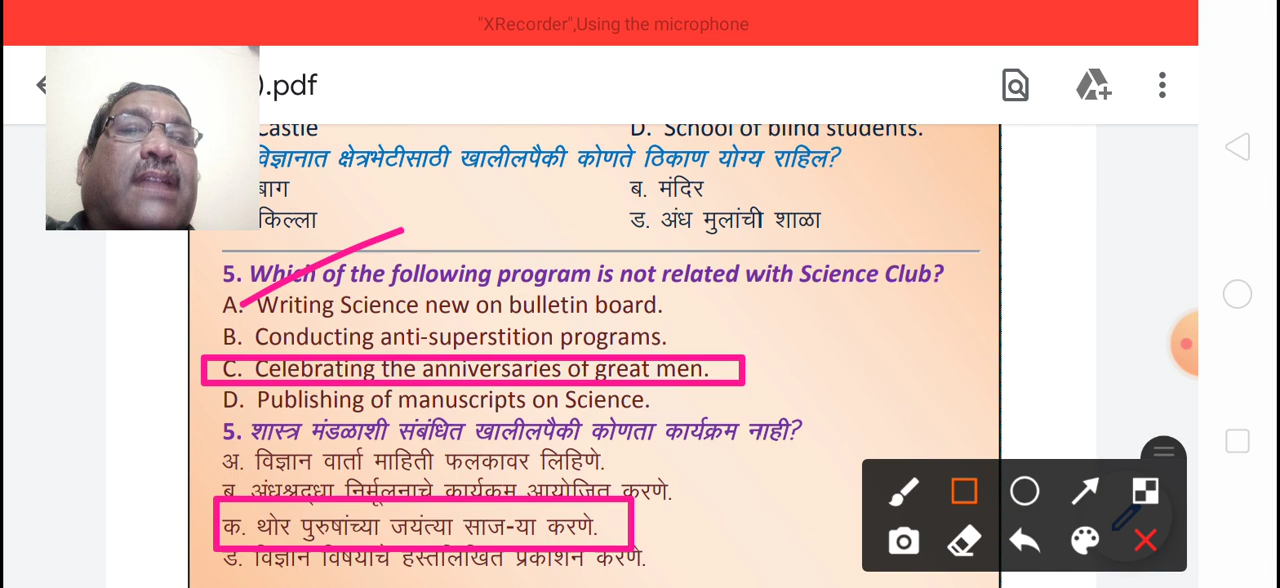 "XRecorder",Using the microphone
).pdf
Castle D. School of blind students.
विज्ञानात क्षेत्रभेटीसाठी खालीलपैकी कोणते ठिकाण योग्य राहिल?
बाग ब. मंदिर
किल्ला ड. अंध मुलांची शाळा
5. Which of the following program is not related with Science Club?
A. Writing Science new on bulletin board.
B. Conducting anti-superstition programs.
C. Celebrating the anniversaries of great men.
D. Publishing of manuscripts on Science.
5. शास्त्र मंडळाशी संबंधित खालीलपैकी कोणता कार्यक्रम नाही?
अ. विज्ञान वार्ता माहिती फलकावर लिहिणे.
ब. अंधश्रद्धा निर्मूलनाचे कार्यक्रम आयोजित करणे.
क. थोर पुरुषांच्या जयंत्या साज-या करणे.
ड. विज्ञान विषयाचे हस्तलिखित प्रकाशन करणे.